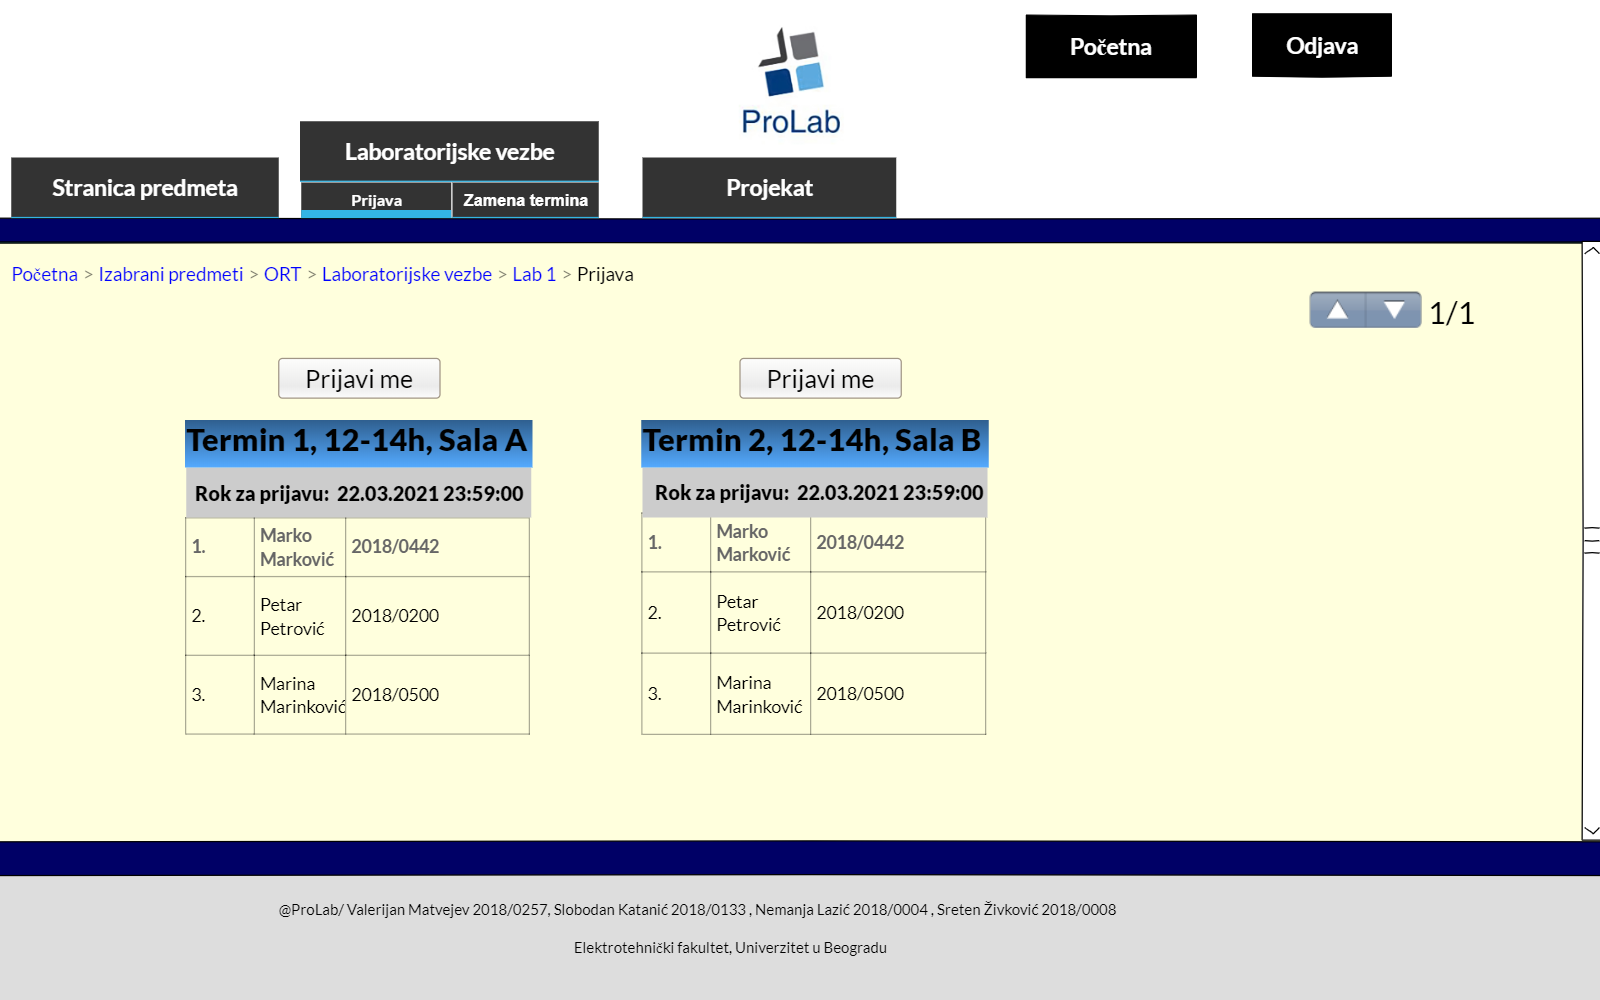 Početna
Odjava
ProLab
Laboratorijske vezbe
Stranica predmeta
Projekat
Prijava
Zamena termina
Početna > Izabrani predmeti > ORT > Laboratorijske vezbe > Lab 1 > Prijava
1/1
Prijavi me
Prijavi me
Termin 1, 12-14h, Sala A
Rok za prijavu: 22.03.2021 23:59:00
1. Marko
Marković 2018/0442
2. Petar
Petrović 2018/0200
3. Marina
Marinković 2018/0500
Termin 2, 12-14h, Sala B
Rok za prijavu: 22.03.2021 23:59:00
1. Marko
Marković 2018/0442
2. Petar
Petrović 2018/0200
3. Marina
Marinković 2018/0500
@ProLab/ Valerijan Matvejev 2018/0257, Slobodan Katanić 2018/0133 , Nemanja Lazić 2018/0004 , Sreten Živković 2018/0008
Elektrotehnički fakultet, Univerzitet u Beogradu